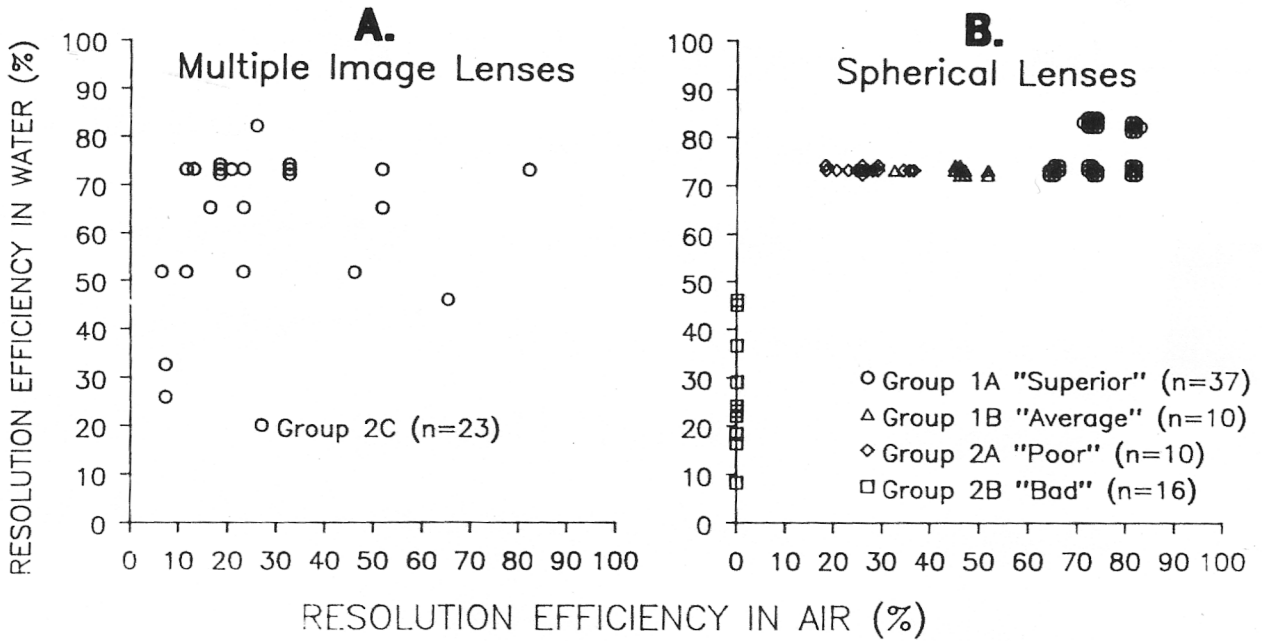 A.
Multiple Image Lenses
RESOLUTION EFFICIENCY IN WATER (%)
100
90
80
70
60
50
40
30
20
10
0
0 10 20 30 40 50 60 70 80 90 100
Group 2C (n=23)
B.
Spherical Lenses
100
90
80
70
60
50
40
30
20
10
0
0 10 20 30 40 50 60 70 80 90 100
Group 1A "Superior" (n=37)
Group 1B "Average" (n=10)
Group 2A "Poor" (n=10)
Group 2B "Bad" (n=16)
RESOLUTION EFFICIENCY IN AIR (%)